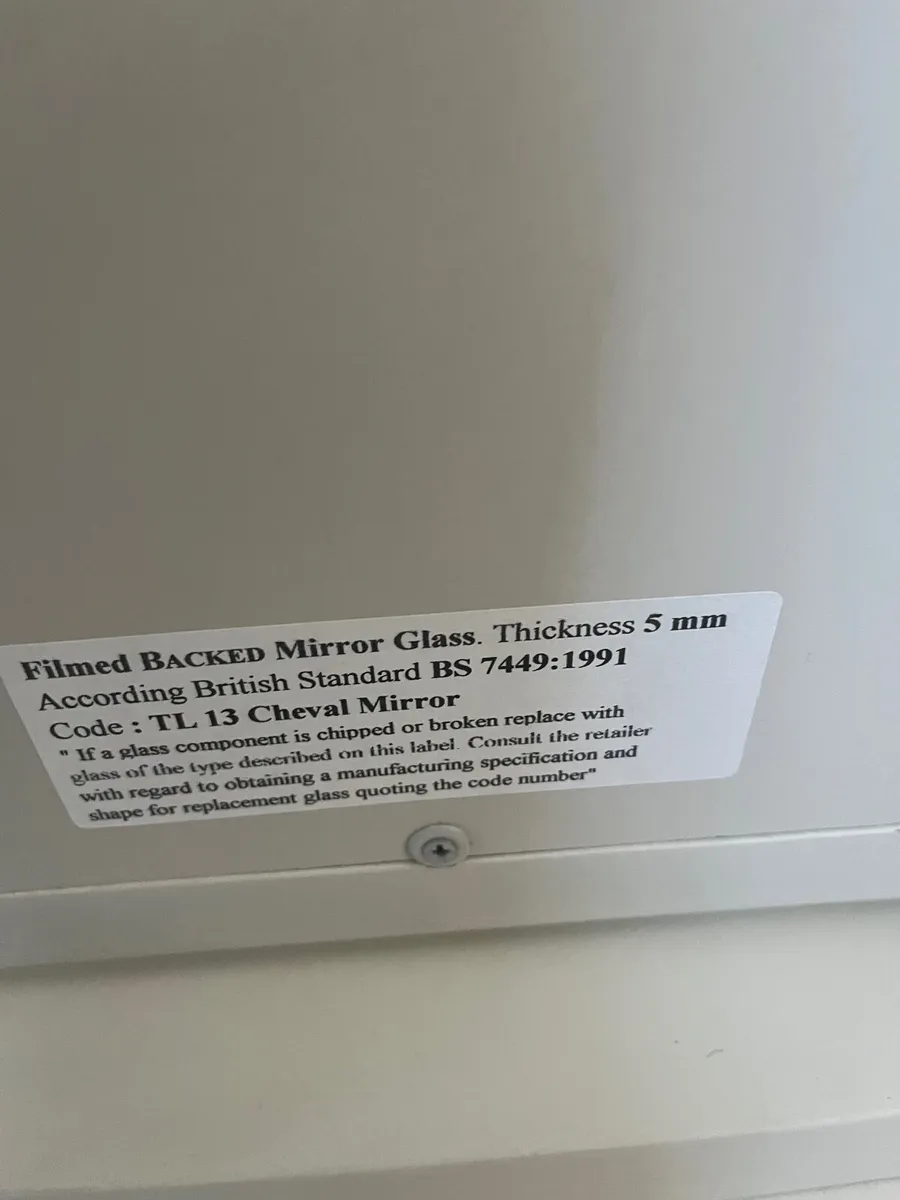 Filmed BACKED Mirror Glass. Thickness 5 mm
According British Standard BS 7449:1991
Code : TL 13 Cheval Mirror
" If a glass component is chipped or broken replace with
glass of the type described on this label. Consult the retailer
with regard to obtaining a manufacturing specification and
shape for replacement glass quoting the code number"